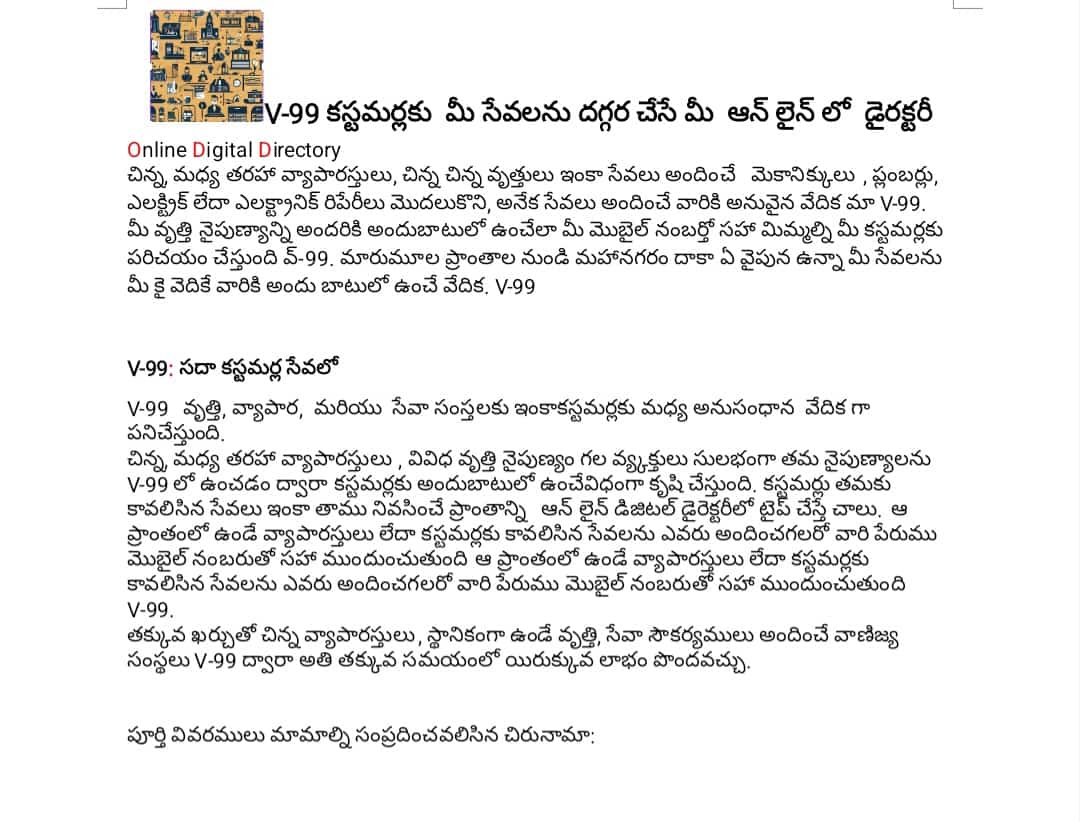 V-99 కస్టమర్లకు మీ సేవలను దగ్గర చేసే మీ ఆన్ లైన్ లో డైరక్టరీ
Online Digital Directory
చిన్న, మధ్య తరహా వ్యాపారస్తులు, చిన్న చిన్న వృత్తులు ఇంకా సేవలు అందించే మెకానిక్కులు , ప్లంబర్లు,
ఎలక్ట్రిక్ లేదా ఎలక్ట్రానిక్ రిపేరీలు మొదలుకొని, అనేక సేవలు అందించే వారికి అనువైన వేదిక మా V-99.
మీ వృత్తి నైపుణ్యాన్ని అందరికి అందుబాటులో ఉంచేలా మీ మొబైల్ నంబర్తో సహా మిమ్మల్ని మీ కస్టమర్లకు
పరిచయం చేస్తుంది వ్-99. మారుమూల ప్రాంతాల నుండి మహానగరం దాకా ఏ వైపున ఉన్నా మీ సేవలను
మీ కై వెదికే వారికి అందు బాటులో ఉంచే వేదిక. V-99
V-99: సదా కస్టమర్ల సేవలో
V-99 వృత్తి, వ్యాపార, మరియు సేవా సంస్తలకు ఇంకాకస్టమర్లకు మధ్య అనుసంధాన వేదిక గా
పనిచేస్తుంది.
చిన్న, మధ్య తరహా వ్యాపారస్తులు , వివిధ వృత్తి నైపుణ్యం గల వ్యక్తులు సులభంగా తమ నైపుణ్యాలను
V-99 లో ఉంచడం ద్వారా కస్టమర్లకు అందుబాటులో ఉంచేవిధంగా కృషి చేస్తుంది. కస్టమర్లు తమకు
కావలిసిన సేవలు ఇంకా తాము నివసించే ప్రాంతాన్ని ఆన్ లైన్ డిజిటల్ డైరెక్టరీలో టైప్ చేస్తే చాలు. ఆ
ప్రాంతంలో ఉండే వ్యాపారస్తులు లేదా కస్టమర్లకు కావలిసిన సేవలను ఎవరు అందించగలరో వారి పేరుము
మొబైల్ నంబరుతో సహా ముందుంచుతుంది ఆ ప్రాంతంలో ఉండే వ్యాపారస్తులు లేదా కస్టమర్లకు
కావలిసిన సేవలను ఎవరు అందించగలరో వారి పేరుము మొబైల్ నంబరుతో సహా ముందుంచుతుంది
V-99.
తక్కువ ఖర్చుతో చిన్న వ్యాపారస్తులు , స్థానికంగా ఉండే వృత్తి, సేవా సౌకర్యములు అందించే వాణిజ్య
సంస్థలు V-99 ద్వారా అతి తక్కువ సమయంలో యిరుక్కువ లాభం పొందవచ్చు.
పూర్తి వివరములు మామాల్ని సంప్రదించవలిసిన చిరునామా: